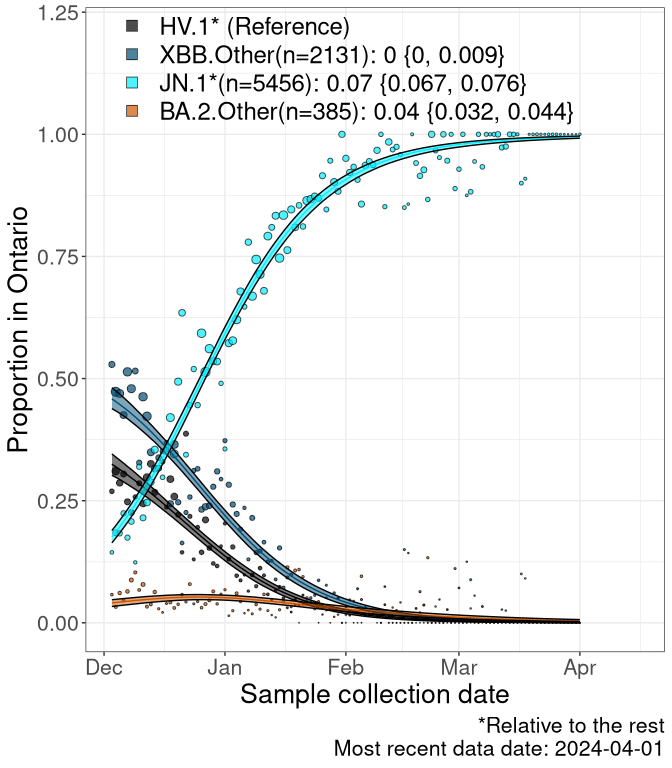 1.25
HV.1* (Reference)
XBB.Other(n=2131): 0 {0, 0.009}
JN.1*(n=5456): 0.07 {0.067, 0.076}
BA.2.Other(n=385): 0.04 {0.032, 0.044}
1.00
0.75
0.50
0.25
0.00
Proportion in Ontario
Dec Jan Feb Mar Apr
Sample collection date
*Relative to the rest
Most recent data date: 2024-04-01